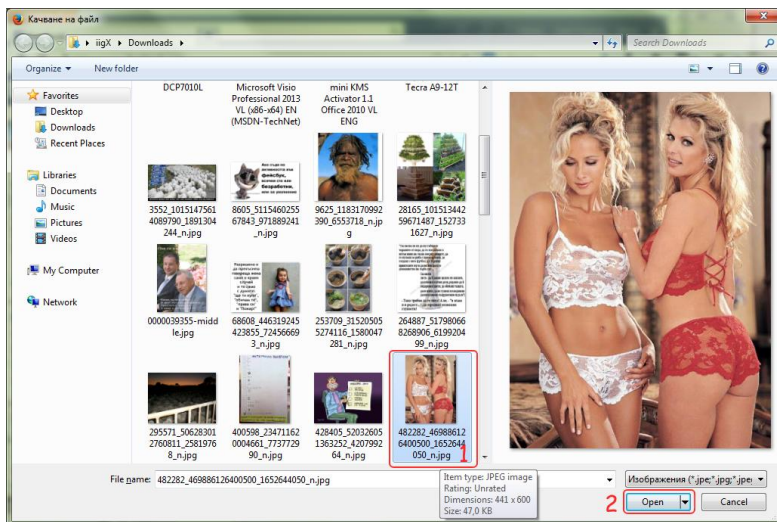 Качване на файл
iigX ▸ Downloads ▸
Search Downloads
Organize ▾
New folder
Favorites
Desktop
Downloads
Recent Places
Libraries
Documents
Music
Pictures
Videos
My Computer
Network
DCP7010L
Microsoft Visio
Professional 2013
VL (x86-x64) EN
(MSDN-TechNet)
mini KMS
Activator 1.1
Office 2010 VL
ENG
Tecra A9-12T
3552_1015147561
4089790_1891304
244_n.jpg
8605_5115460255
67843_971889241
_n.jpg
9625_1183170992
390_6553718_n.jp
g
28165_101513442
59671487_152733
1627_n.jpg
0000039355-midd
le.jpg
68608_446319245
423855_72456669
3_n.jpg
253709_31520505
5274116_1580047
281_n.jpg
264887_51798066
8268906_6199204
99_n.jpg
295571_50628301
2760811_2581976
8_n.jpg
400598_23471162
0004661_7737729
90_n.jpg
428405_52032605
1363252_4207992
64_n.jpg
482282_46988612
6400500_1652644
050_n.jpg
1
File name:
482282_469886126400500_1652644050_n.jpg
Item type: JPEG image
Rating: Unrated
Dimensions: 441 x 600
Size: 47,0 KB
Изображения (*.jpe;*.jpg;*.jpe
2
Open
Cancel